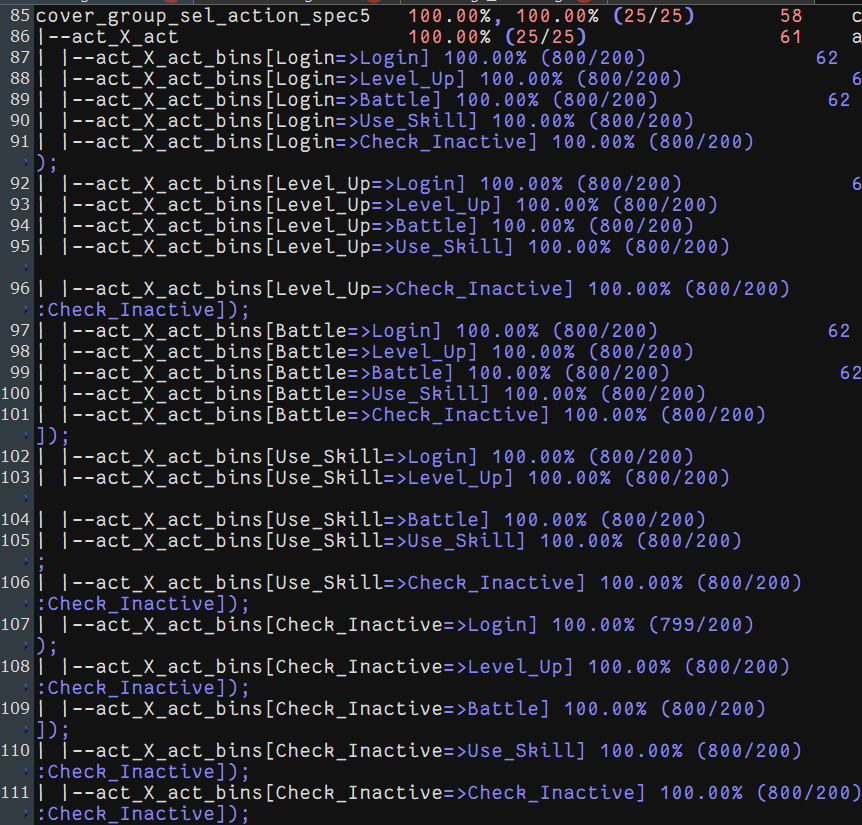 85 cover_group_sel_action_spec5 100.00%, 100.00% (25/25) 58 c
86 |--act_X_act 100.00% (25/25) 61 a
87 | |--act_X_act_bins[Login=>Login] 100.00% (800/200) 62
88 | |--act_X_act_bins[Login=>Level_Up] 100.00% (800/200) 6
89 | |--act_X_act_bins[Login=>Battle] 100.00% (800/200) 62
90 | |--act_X_act_bins[Login=>Use_Skill] 100.00% (800/200)
91 | |--act_X_act_bins[Login=>Check_Inactive] 100.00% (800/200)
);
92 | |--act_X_act_bins[Level_Up=>Login] 100.00% (800/200) 6
93 | |--act_X_act_bins[Level_Up=>Level_Up] 100.00% (800/200)
94 | |--act_X_act_bins[Level_Up=>Battle] 100.00% (800/200)
95 | |--act_X_act_bins[Level_Up=>Use_Skill] 100.00% (800/200)
96 | |--act_X_act_bins[Level_Up=>Check_Inactive] 100.00% (800/200)
:Check_Inactive]);
97 | |--act_X_act_bins[Battle=>Login] 100.00% (800/200) 62
98 | |--act_X_act_bins[Battle=>Level_Up] 100.00% (800/200)
99 | |--act_X_act_bins[Battle=>Battle] 100.00% (800/200) 62
100 | |--act_X_act_bins[Battle=>Use_Skill] 100.00% (800/200)
101 | |--act_X_act_bins[Battle=>Check_Inactive] 100.00% (800/200)
]);
102 | |--act_X_act_bins[Use_Skill=>Login] 100.00% (800/200)
103 | |--act_X_act_bins[Use_Skill=>Level_Up] 100.00% (800/200)
104 | |--act_X_act_bins[Use_Skill=>Battle] 100.00% (800/200)
105 | |--act_X_act_bins[Use_Skill=>Use_Skill] 100.00% (800/200)
;
106 | |--act_X_act_bins[Use_Skill=>Check_Inactive] 100.00% (800/200)
:Check_Inactive]);
107 | |--act_X_act_bins[Check_Inactive=>Login] 100.00% (799/200)
);
108 | |--act_X_act_bins[Check_Inactive=>Level_Up] 100.00% (800/200)
:Check_Inactive]);
109 | |--act_X_act_bins[Check_Inactive=>Battle] 100.00% (800/200)
]);
110 | |--act_X_act_bins[Check_Inactive=>Use_Skill] 100.00% (800/200)
:Check_Inactive]);
111 | |--act_X_act_bins[Check_Inactive=>Check_Inactive] 100.00% (800/200)
:Check_Inactive]);